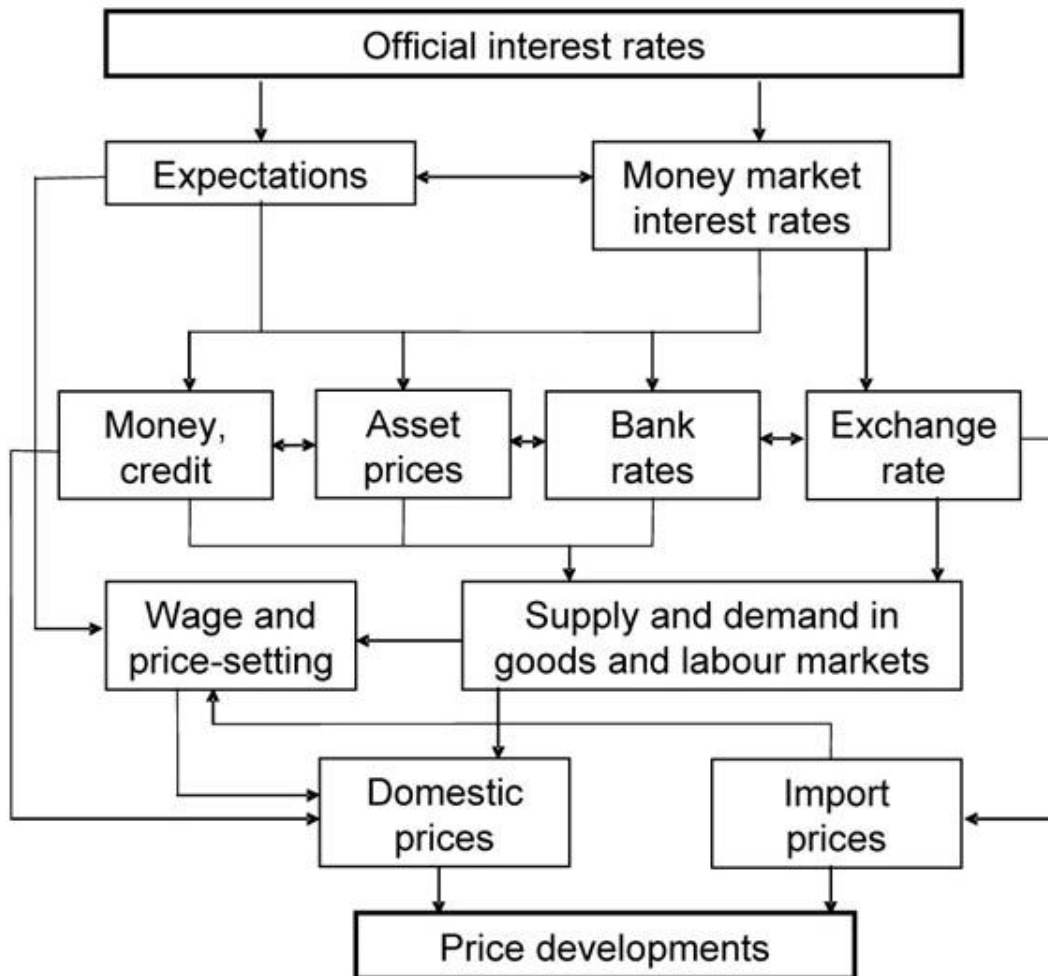 Official interest rates
Expectations
Money market
interest rates
Money,
credit
Asset
prices
Bank
rates
Exchange
rate
Wage and
price-setting
Supply and demand in
goods and labour markets
Domestic
prices
Import
prices
Price developments